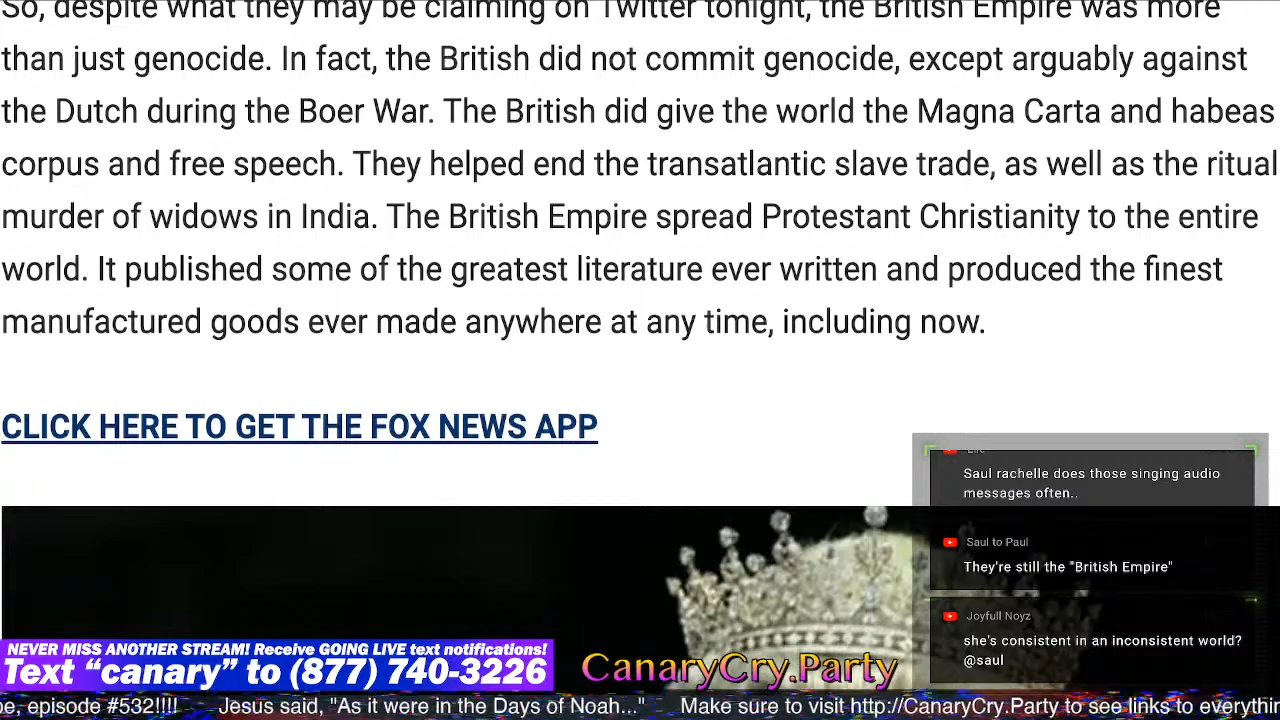 So, despite what they may be claiming on Twitter tonight, the British Empire was more
than just genocide. In fact, the British did not commit genocide, except arguably against
the Dutch during the Boer War. The British did give the world the Magna Carta and habeas
corpus and free speech. They helped end the transatlantic slave trade, as well as the ritual
murder of widows in India. The British Empire spread Protestant Christianity to the entire
world. It published some of the greatest literature ever written and produced the finest
manufactured goods ever made anywhere at any time, including now.
CLICK HERE TO GET THE FOX NEWS APP
Saul rachelle does those singing audio
messages often..
Saul to Paul
They're still the "British Empire"
Joyfull Noyz
she's consistent in an inconsistent world?
@saul
NEVER MISS ANOTHER STREAM! Receive GOING LIVE text notifications!
Text “canary” to (877) 740-3226
CanaryCry.Party
episode #532!!!! Jesus said, "As it were in the Days of Noah..." Make sure to visit http://CanaryCry.Party to see links to